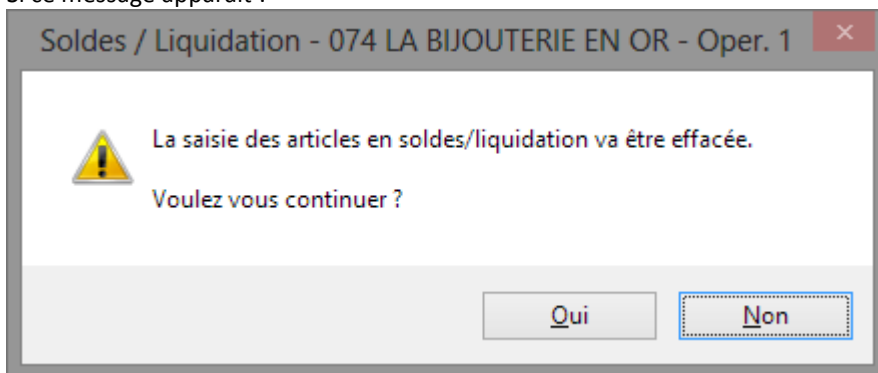 Si ce message apparait :
Soldes / Liquidation - 074 LA BIJOUTERIE EN OR - Oper. 1
La saisie des articles en soldes/liquidation va être effacée.
Voulez vous continuer ?
Oui
Non